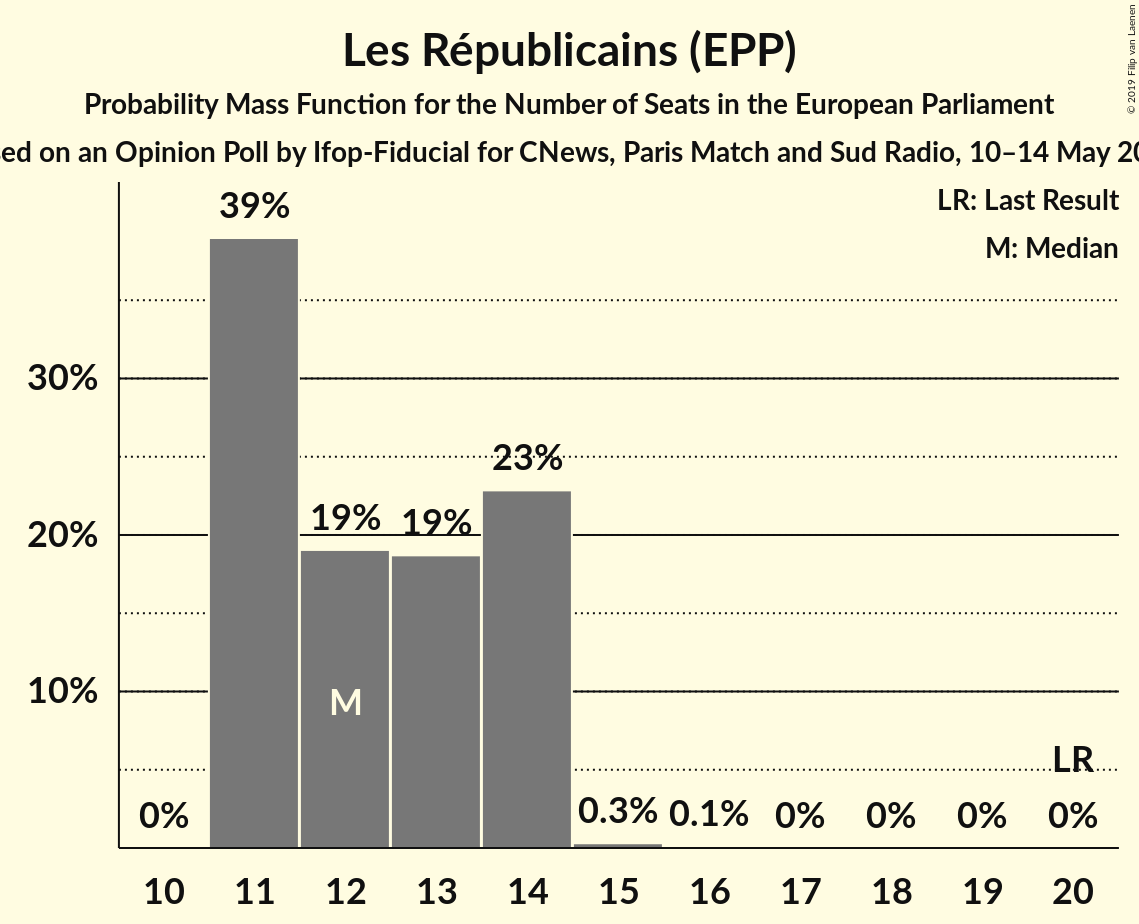 Les Républicains (EPP)
Probability Mass Function for the Number of Seats in the European Parliament
on an Opinion Poll by Ifop-Fiducial for CNews, Paris Match and Sud Radio, 10–14 May
© 2019 Filip van Laenen
LR: Last Result
M: Median
39%
30%
23%
19% 19%
20%
10%
M
LR
0% 0.3% 0.1% 0% 0% 0% 0%
10 11 12 13 14 15 16 17 18 19 20